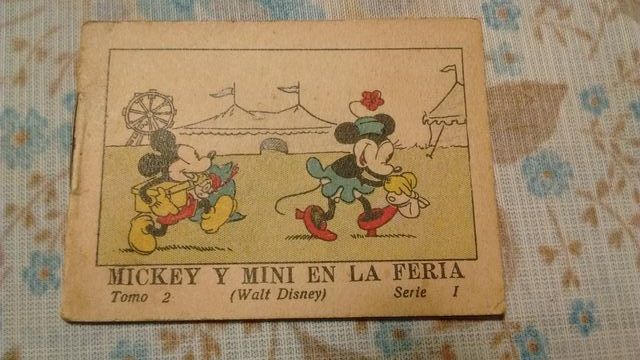 MICKEY Y MINI EN LA FERIA
Tomo 2 (Walt Disney) Serie I